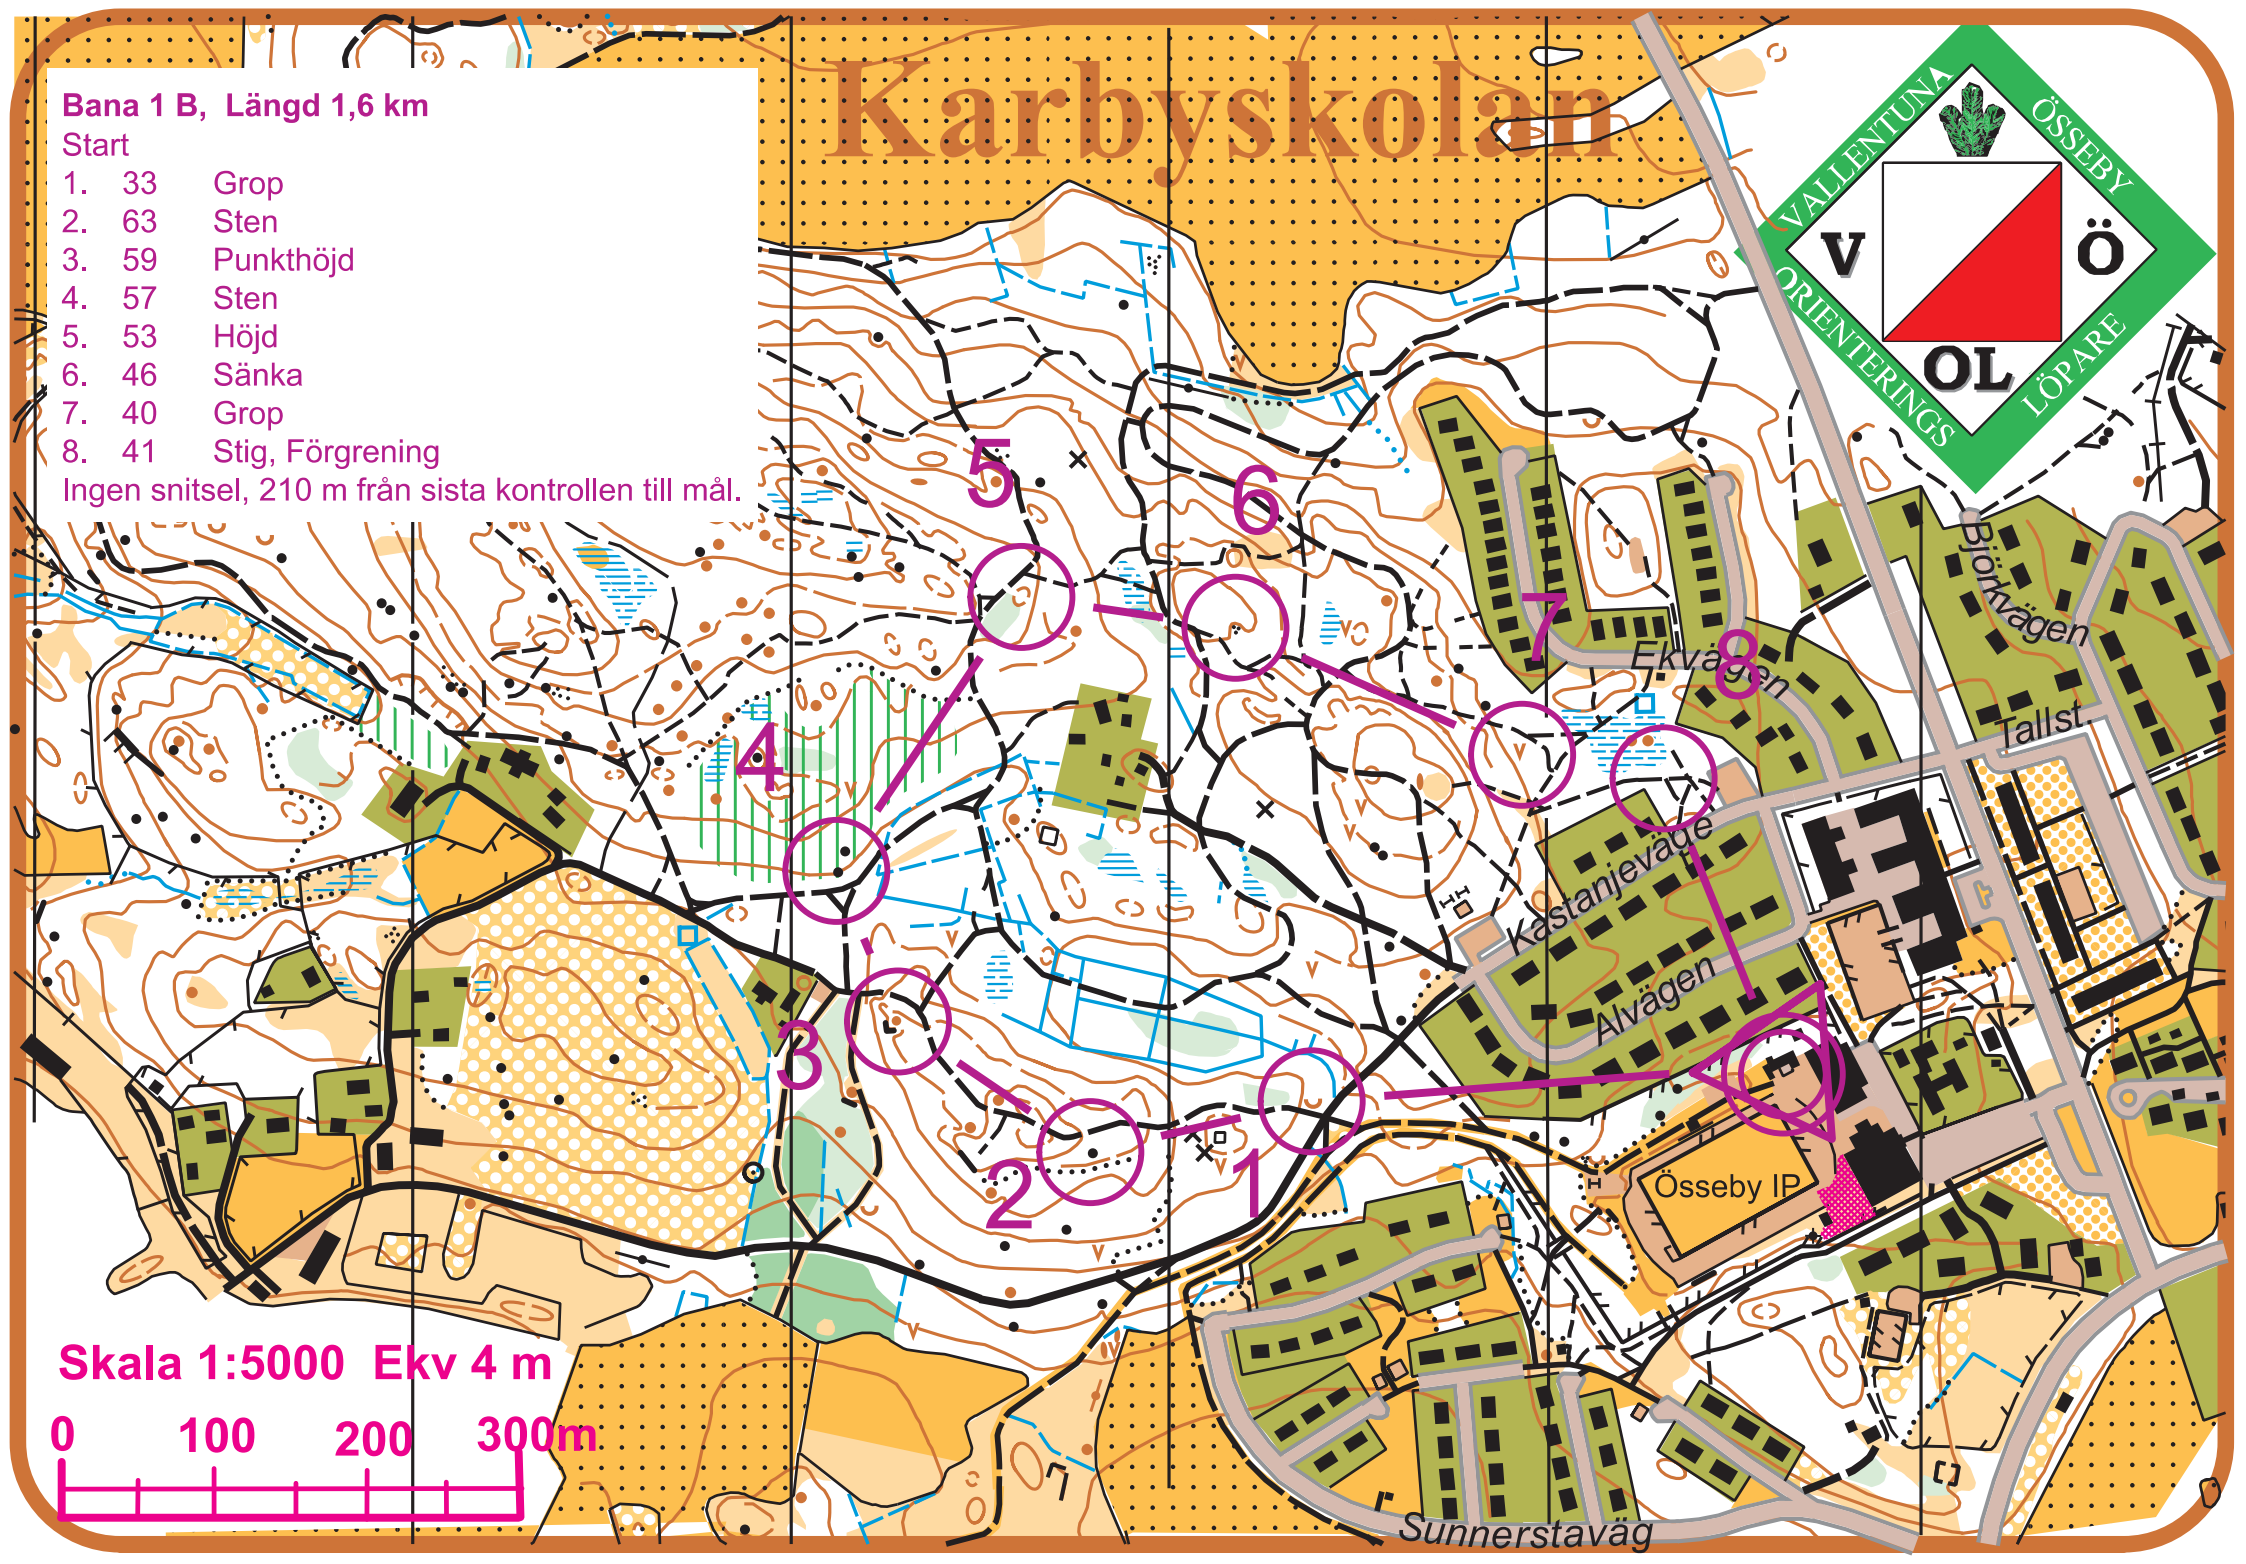 Karbyskolan
Bana 1 B, Längd 1,6 km
Start
1. 33 Grop
2. 63 Sten
3. 59 Punkthöjd
4. 57 Sten
5. 53 Höjd
6. 46 Sänka
7. 40 Grop
8. 41 Stig, Förgrening
Ingen snitsel, 210 m från sista kontrollen till mål.
VALLENTUNA
ÖSSEBY
V
Ö
OL
ORIENTERINGS
LÖPARE
5
6
7
8
4
3
2
1
Björkvägen
Ekvägen
Tallst.
Kastanjeväge
Alvägen
Össeby IP
Sunnerstaväg
Skala 1:5000 Ekv 4 m
0 100 200 300m